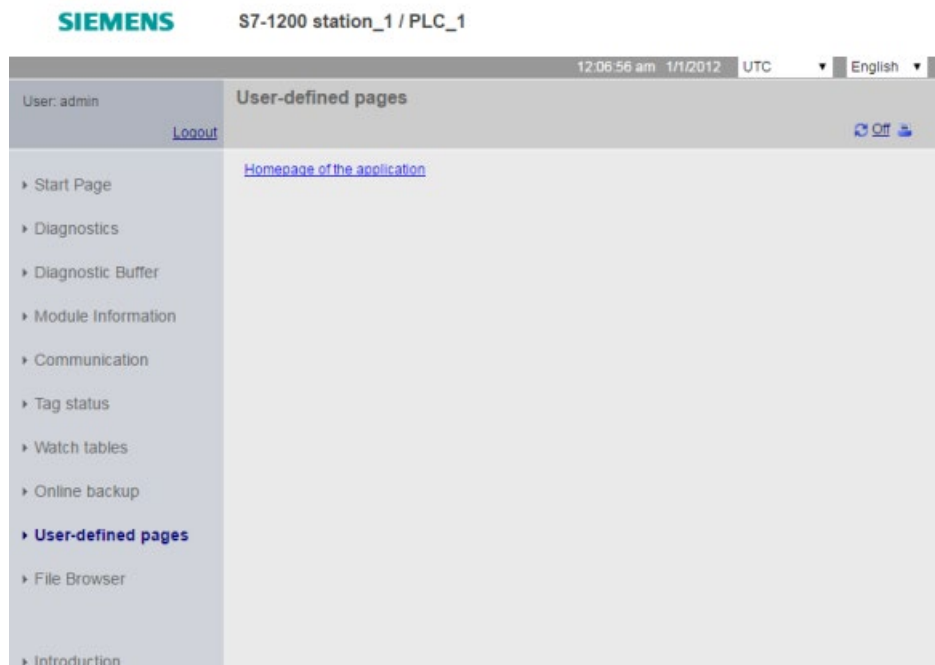 SIEMENS
S7-1200 station_1 / PLC_1
12:06:56 am 1/1/2012 UTC English
User: admin
Logout
User-defined pages
Off
Homepage of the application
Start Page
Diagnostics
Diagnostic Buffer
Module Information
Communication
Tag status
Watch tables
Online backup
User-defined pages
File Browser
Introduction